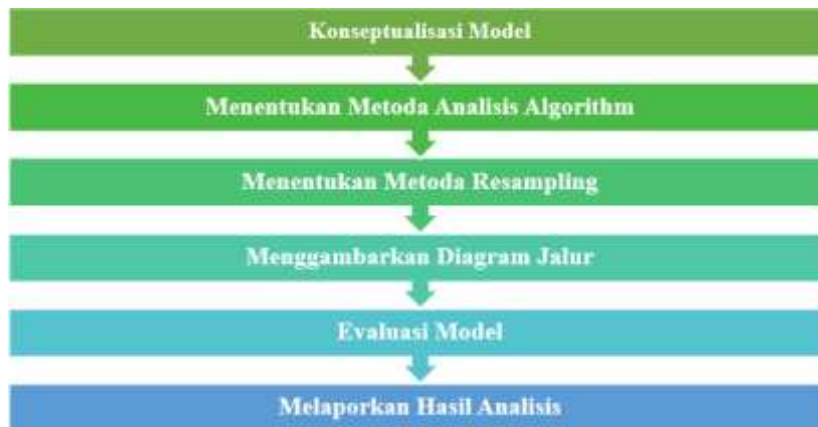 Konseptualisasi Model
Menentukan Metoda Analisis Algorithm
Menentukan Metoda Resampling
Menggambarkan Diagram Jalur
Evaluasi Model
Melaporkan Hasil Analisis